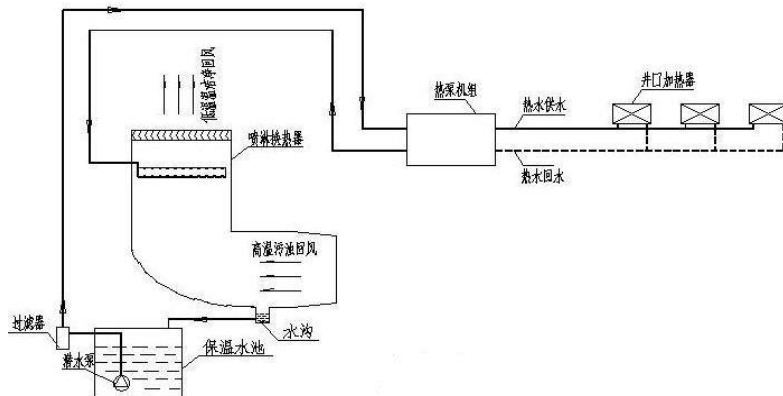 低温洁净回风
喷淋换热器
热泵机组
热水供水
井口加热器
热水回水
高温污浊回风
过滤器
潜水泵
保温水池
水沟